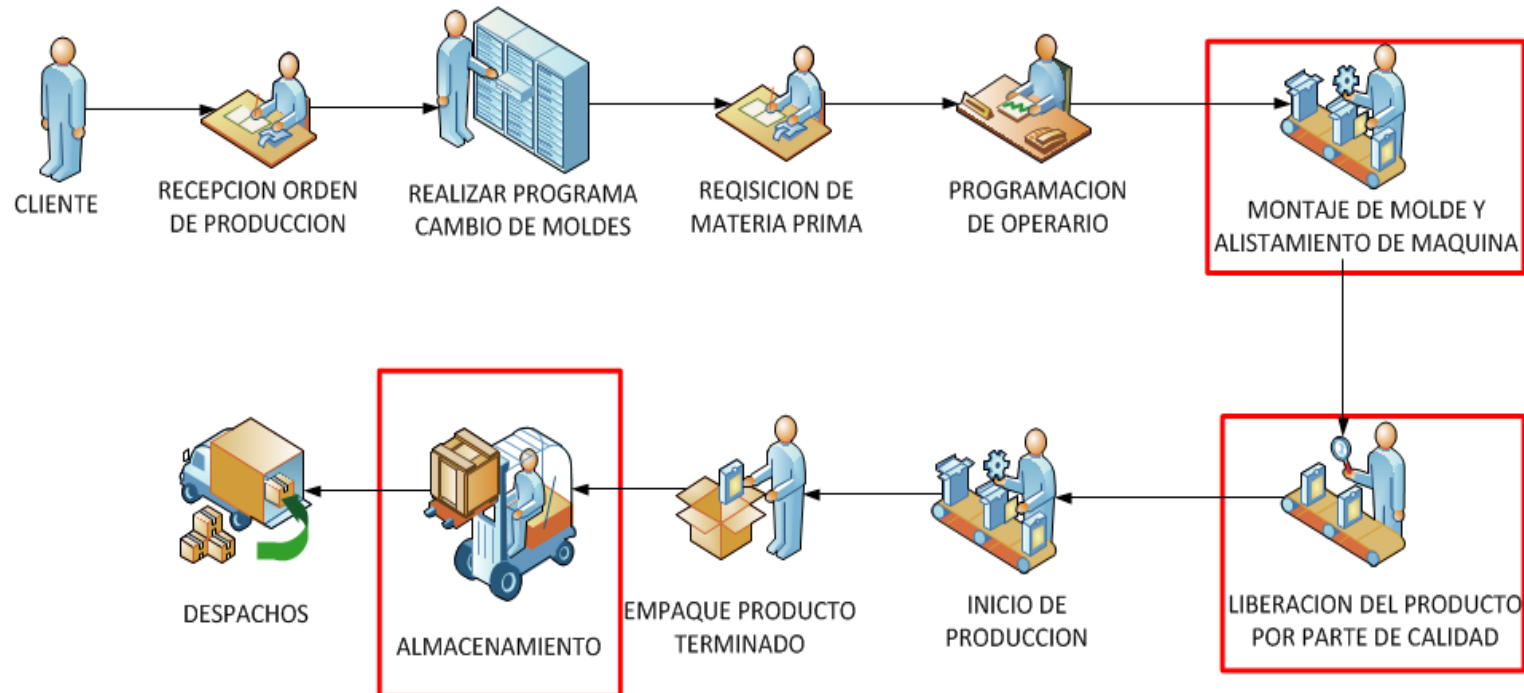 CLIENTE
RECEPCION ORDEN
DE PRODUCCION
REALIZAR PROGRAMA
CAMBIO DE MOLDES
REQISICION DE
MATERIA PRIMA
PROGRAMACION
DE OPERARIO
MONTAJE DE MOLDE Y
ALISTAMIENTO DE MAQUINA
DESPACHOS
ALMACENAMIENTO
EMPAQUE PRODUCTO
TERMINADO
INICIO DE
PRODUCCION
LIBERACION DEL PRODUCTO
POR PARTE DE CALIDAD